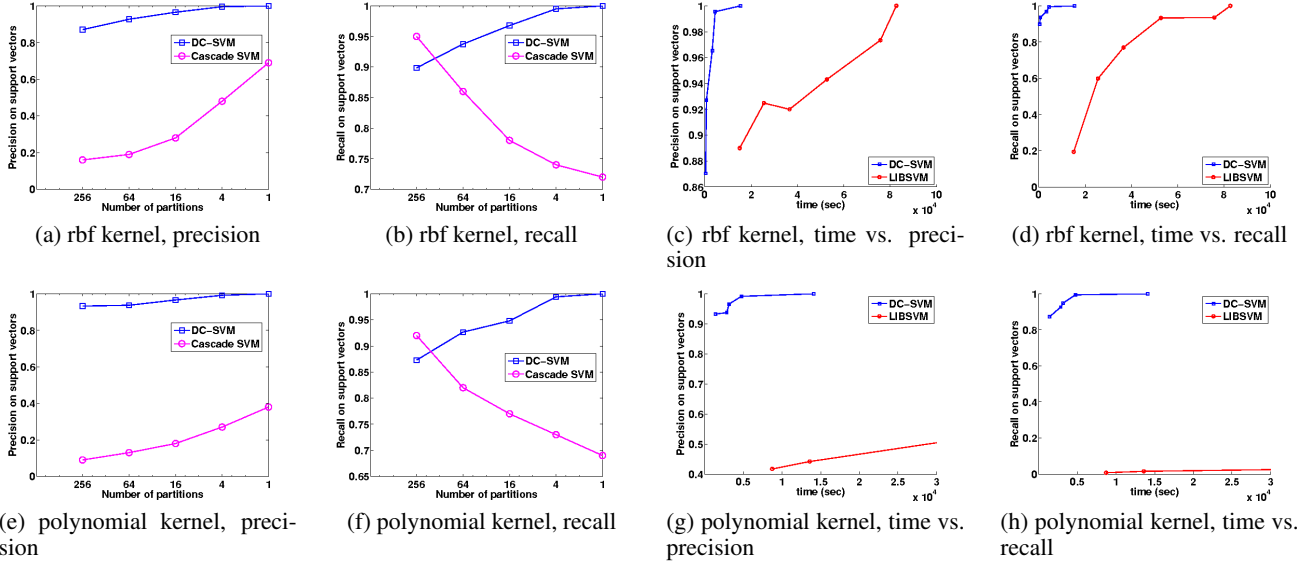 1
0.8
0.6
0.4
0.2
0
Precision on support vectors
DC-SVM
Cascade SVM
256 64 16 4 1
Number of partitions
(a) rbf kernel, precision
1
0.95
0.9
0.85
0.8
0.75
0.7
Recall on support vectors
DC-SVM
Cascade SVM
256 64 16 4 1
Number of partitions
(b) rbf kernel, recall
1
0.98
0.96
0.94
0.92
0.9
0.88
0.86
Precision on support vectors
DC-SVM
LIBSVM
0 2 4 6 8 10
time (sec)
x 10^4
(c) rbf kernel, time vs. preci-
sion
1
0.8
0.6
0.4
0.2
0
Recall on support vectors
DC-SVM
LIBSVM
0 2 4 6 8 10
time (sec)
x 10^4
(d) rbf kernel, time vs. recall
1
0.8
0.6
0.4
0.2
0
Precision on support vectors
DC-SVM
Cascade SVM
256 64 16 4 1
Number of partitions
(e) polynomial kernel, preci-
sion
1
0.95
0.9
0.85
0.8
0.75
0.7
0.65
Recall on support vectors
DC-SVM
Cascade SVM
256 64 16 4 1
Number of partitions
(f) polynomial kernel, recall
1
0.9
0.8
0.7
0.6
0.5
0.4
Precision on support vectors
DC-SVM
LIBSVM
0.5 1 1.5 2 2.5 3
time (sec)
x 10^4
(g) polynomial kernel, time vs.
precision
1
0.8
0.6
0.4
0.2
0
Recall on support vectors
DC-SVM
LIBSVM
0.5 1 1.5 2 2.5 3
time (sec)
x 10^4
(h) polynomial kernel, time vs.
recall